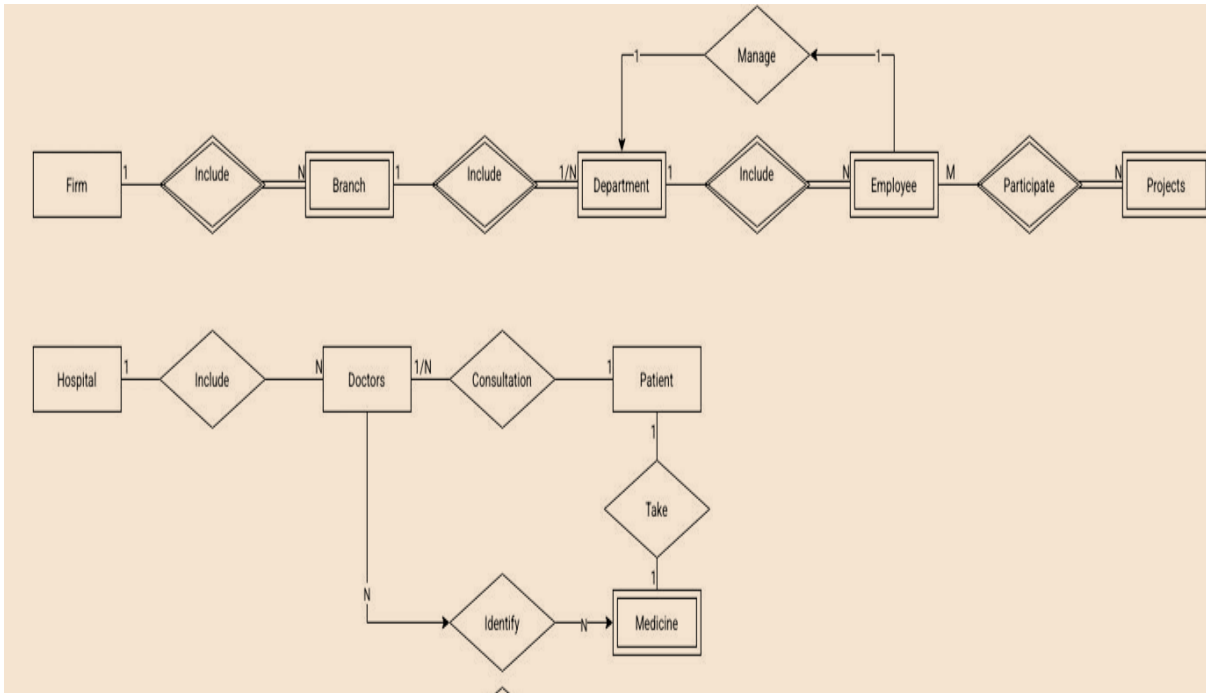 1
Manage
1
Firm
1
Include
N
Branch
1
Include
1/N
Department
1
Include
N
Employee
M
Participate
N
Projects
Hospital
1
Include
N
Doctors
1/N
Consultation
1
Patient
1
Take
1
N
Identify
N
Medicine